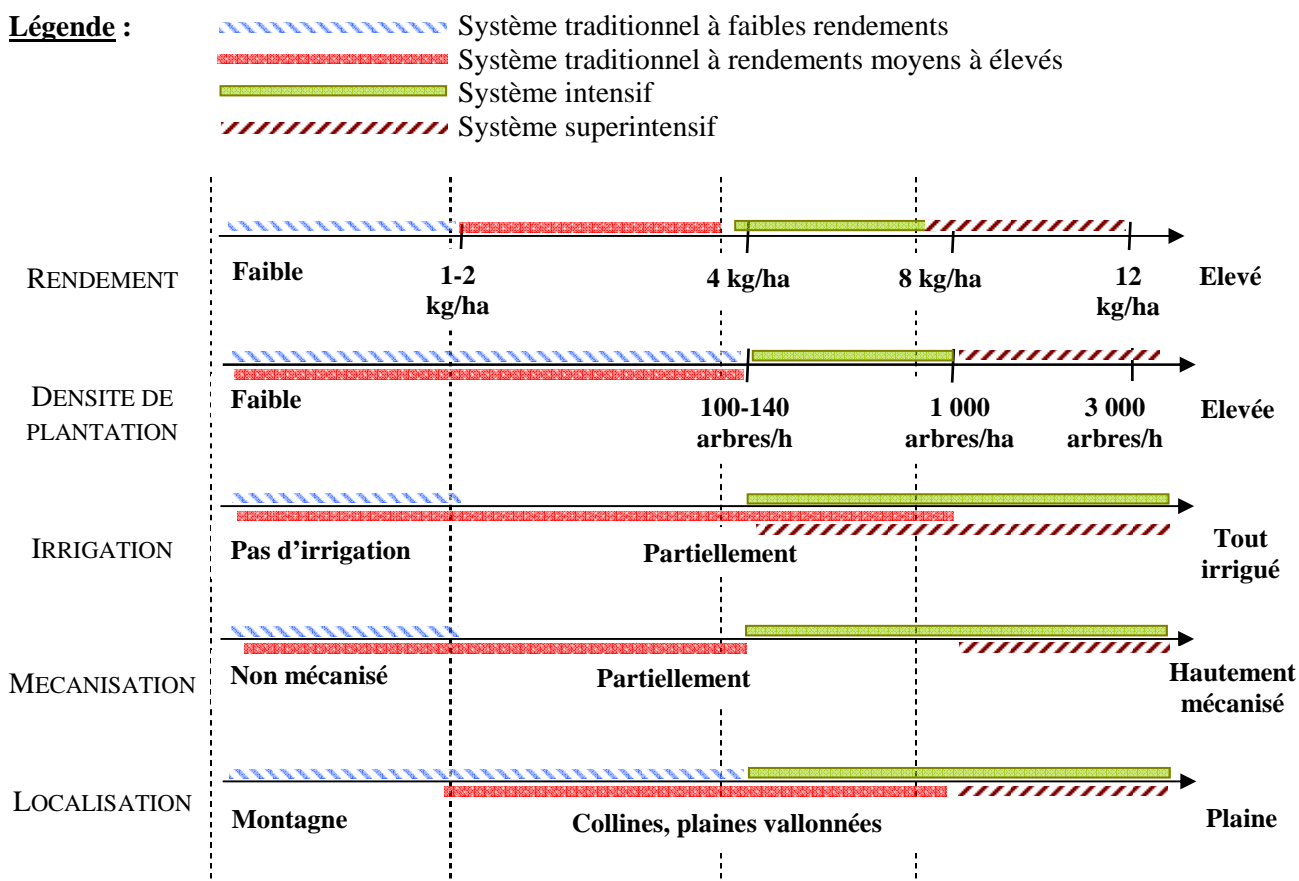 Légende :
Système traditionnel à faibles rendements
Système traditionnel à rendements moyens à élevés
Système intensif
Système superintensif
RENDEMENT
Faible
1-2
kg/ha
4 kg/ha
8 kg/ha
12
kg/ha
Elevé
DENSITE DE
PLANTATION
Faible
100-140
arbres/h
1 000
arbres/ha
3 000
arbres/h
Elevée
IRRIGATION
Pas d’irrigation
Partiellement
Tout
irrigué
MECANISATION
Non mécanisé
Partiellement
Hautement
mécanisé
LOCALISATION
Montagne
Collines, plaines vallonnées
Plaine